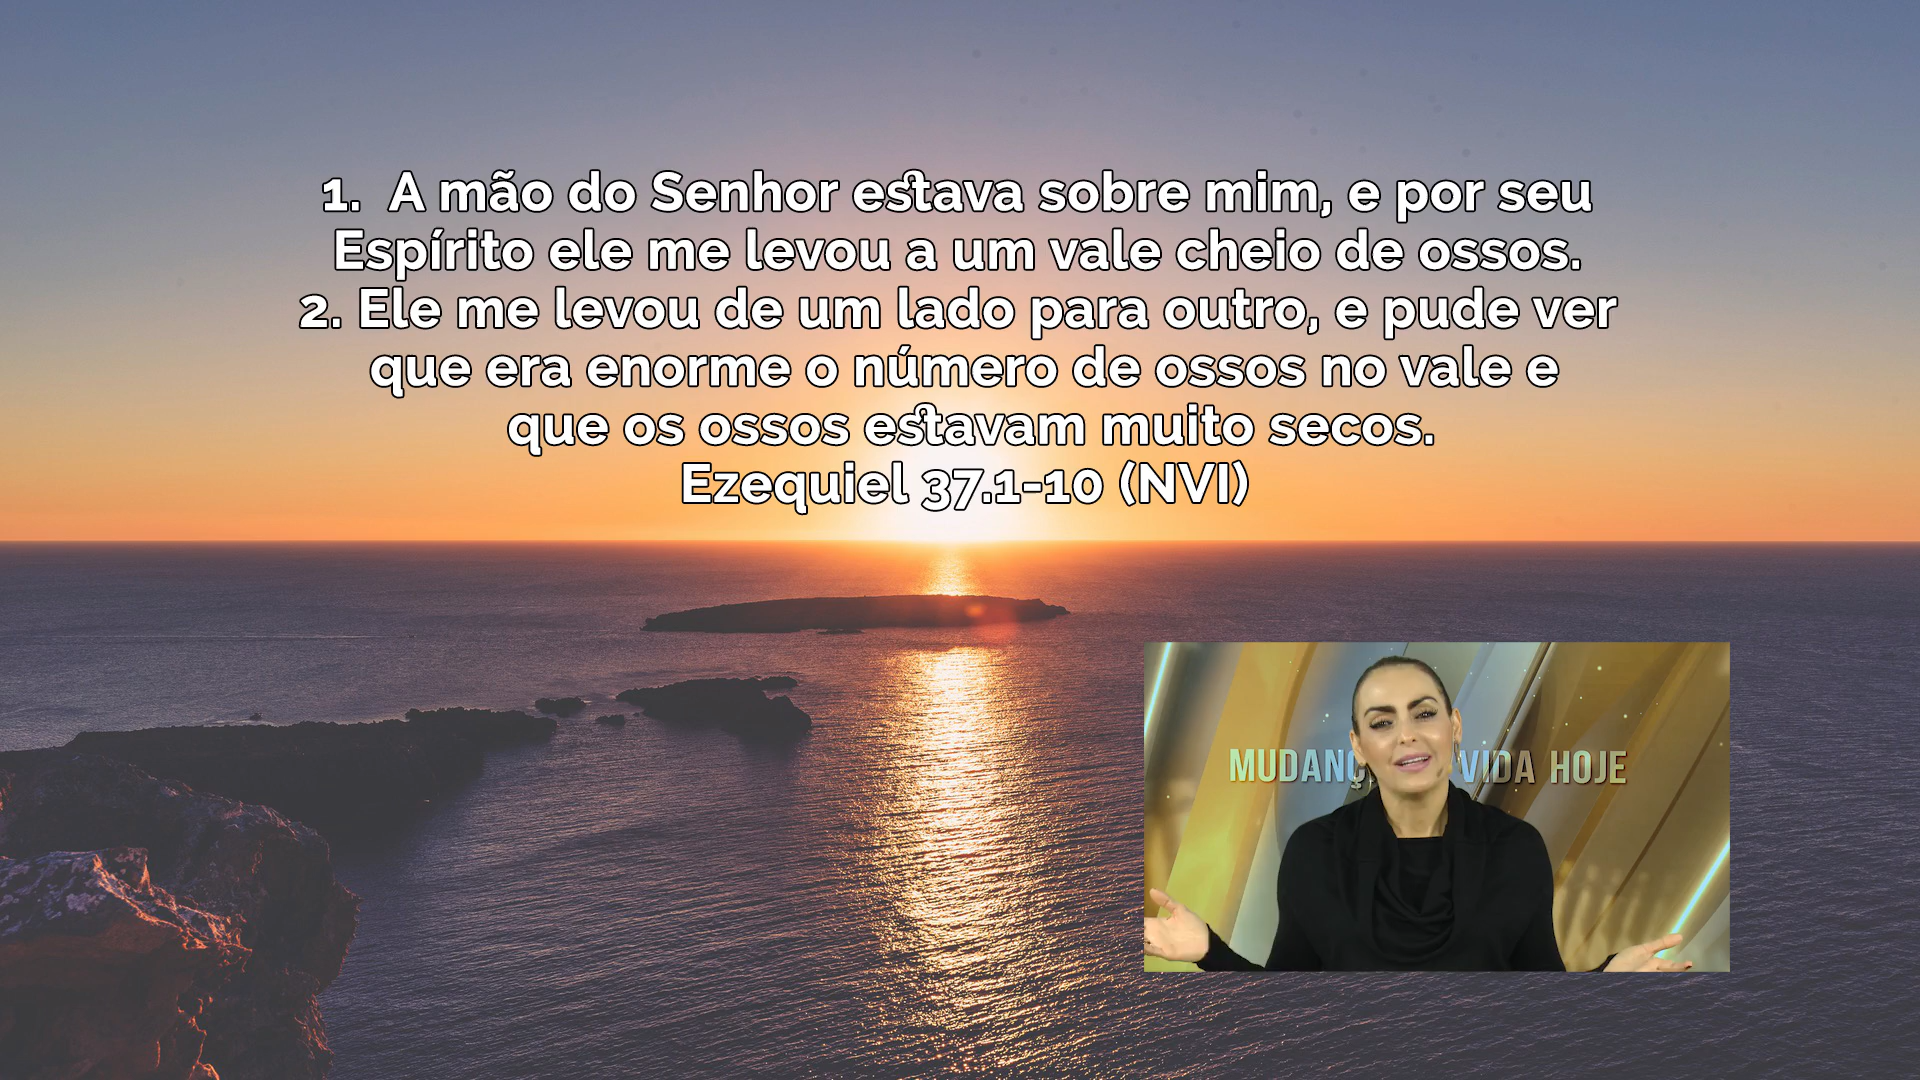 1. A mão do Senhor estava sobre mim, e por seu
Espírito ele me levou a um vale cheio de ossos.
2. Ele me levou de um lado para outro, e pude ver
que era enorme o número de ossos no vale e
que os ossos estavam muito secos.
Ezequiel 37.1-10 (NVI)
VIDA HOJE